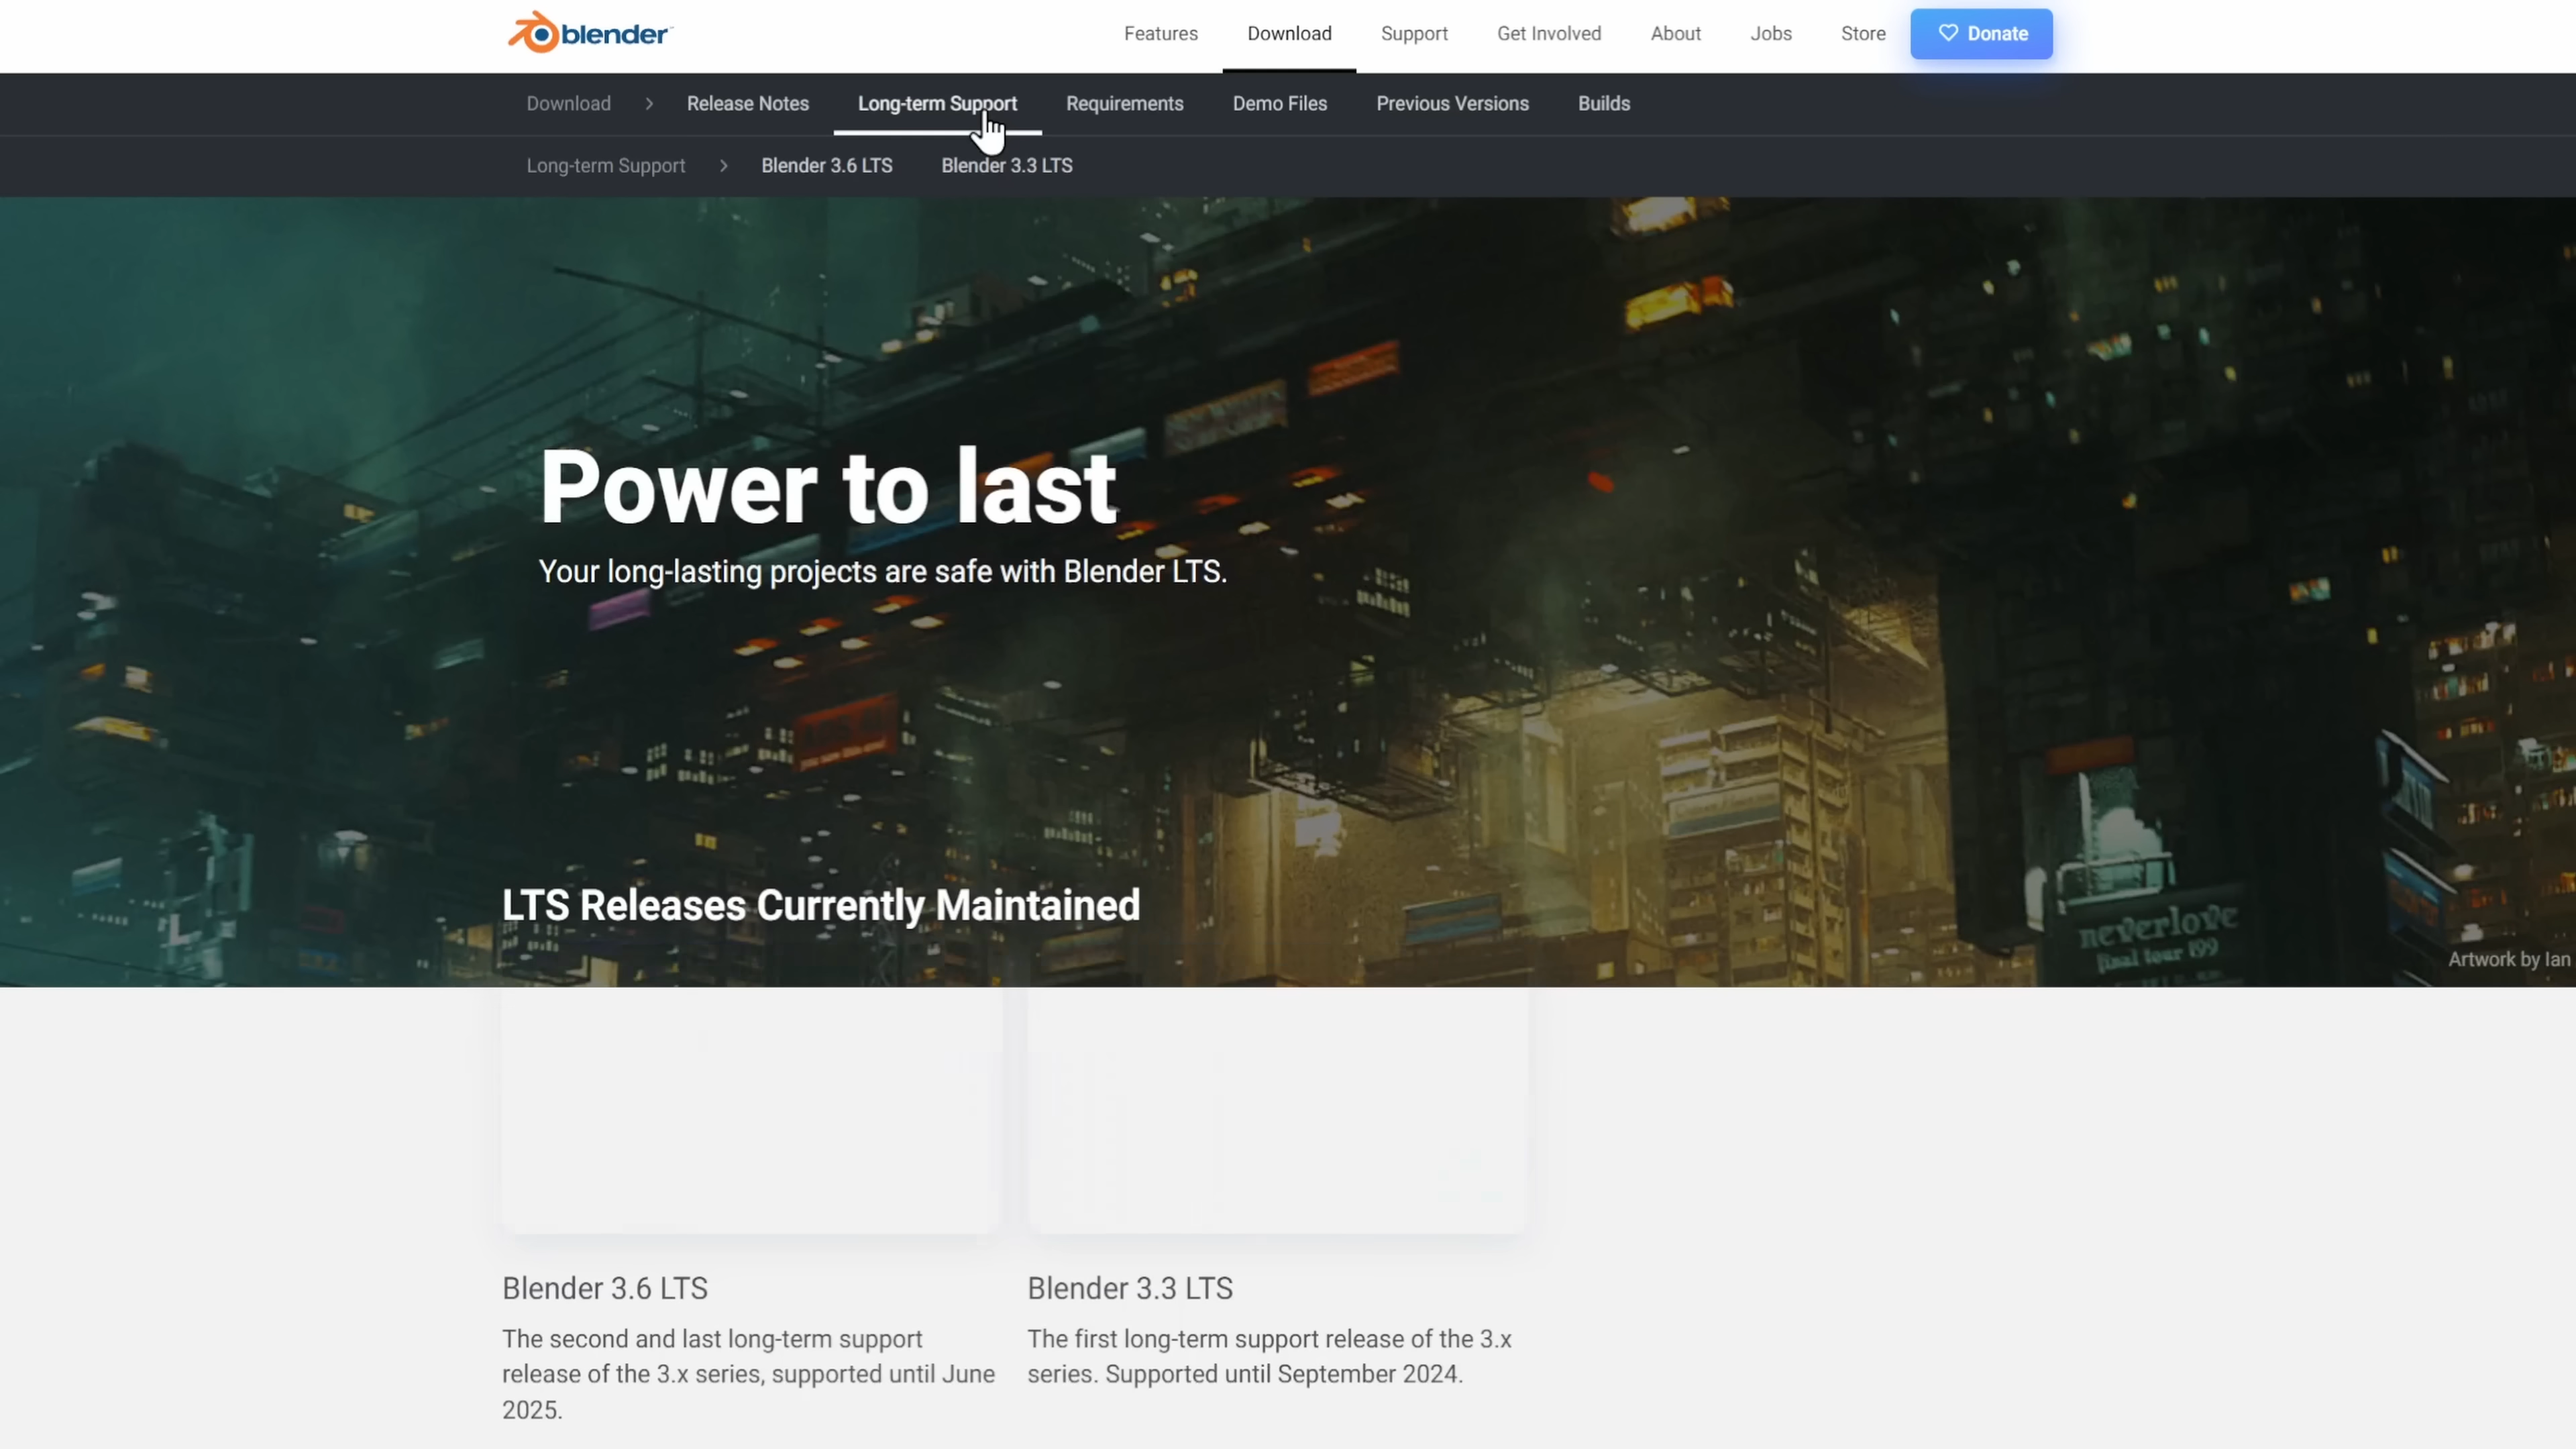 blender
Features Download Support Get Involved About Jobs Store Donate
Download Release Notes Long-term Support Requirements Demo Files Previous Versions Builds
Long-term Support Blender 3.6 LTS Blender 3.3 LTS
Power to last
Your long-lasting projects are safe with Blender LTS.
LTS Releases Currently Maintained
neverlove
final tour 199
Artwork by Ian
Blender 3.6 LTS
The second and last long-term support
release of the 3.x series, supported until June
2025.
Blender 3.3 LTS
The first long-term support release of the 3.x
series. Supported until September 2024.